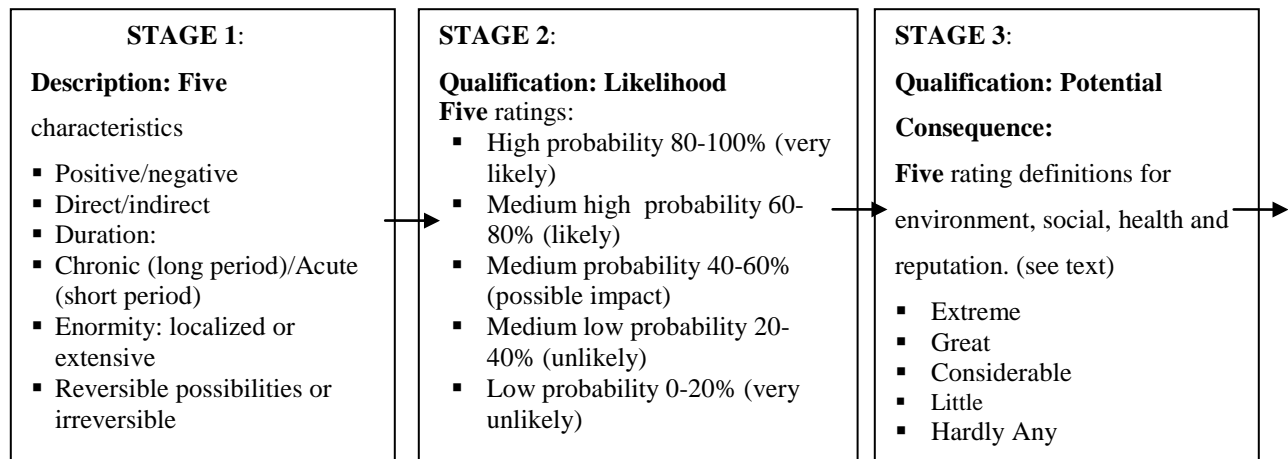 STAGE 1:
Description: Five
characteristics
▪ Positive/negative
▪ Direct/indirect
▪ Duration:
▪ Chronic (long period)/Acute
(short period)
▪ Enormity: localized or
extensive
▪ Reversible possibilities or
irreversible
STAGE 2:
Qualification: Likelihood
Five ratings:
▪ High probability 80-100% (very
likely)
▪ Medium high probability 60-
80% (likely)
▪ Medium probability 40-60%
(possible impact)
▪ Medium low probability 20-
40% (unlikely)
▪ Low probability 0-20% (very
unlikely)
STAGE 3:
Qualification: Potential
Consequence:
Five rating definitions for
environment, social, health and
reputation. (see text)
▪ Extreme
▪ Great
▪ Considerable
▪ Little
▪ Hardly Any